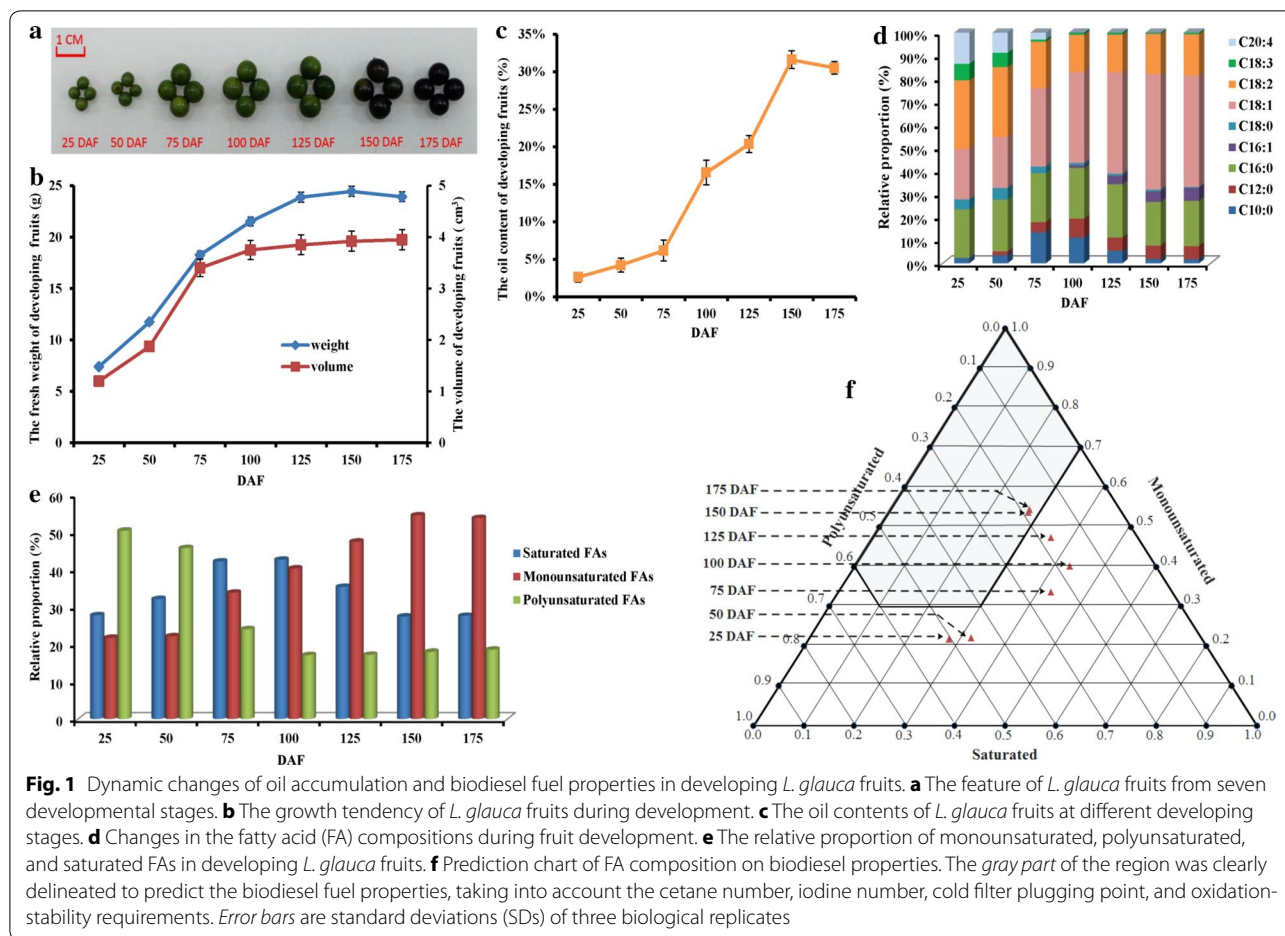 a
1 CM
25 DAF 50 DAF 75 DAF 100 DAF 125 DAF 150 DAF 175 DAF
b
The fresh weight of developing fruits (g)
25
20
15
10
5
0
25 50 75 100 125 150 175
DAF
5
4
3
2
1
0
The volume of developing fruits (cm³)
weight
volume
c
The oil content of developing fruits (%)
35%
30%
25%
20%
15%
10%
5%
0%
25 50 75 100 125 150 175
DAF
d
Relative proportion (%)
100%
90%
80%
70%
60%
50%
40%
30%
20%
10%
0%
25 50 75 100 125 150 175
DAF
C20:4
C18:3
C18:2
C18:1
C18:0
C16:1
C16:0
C12:0
C10:0
e
Relative proportion (%)
60
50
40
30
20
10
0
25 50 75 100 125 150 175
DAF
Saturated FAs
Monounsaturated FAs
Polyunsaturated FAs
f
0.0 1.0
0.1 0.9
0.2 0.8
0.3 0.7
0.4 0.6
0.5 0.5
0.6 0.4
0.7 0.3
0.8 0.2
0.9 0.1
1.0 0.0
0.0 0.1 0.2 0.3 0.4 0.5 0.6 0.7 0.8 0.9 1.0
Polyunsaturated
Monounsaturated
Saturated
175 DAF
150 DAF
125 DAF
100 DAF
75 DAF
50 DAF
25 DAF
Fig. 1 Dynamic changes of oil accumulation and biodiesel fuel properties in developing L. glauca fruits. a The feature of L. glauca fruits from seven
developmental stages. b The growth tendency of L. glauca fruits during development. c The oil contents of L. glauca fruits at different developing
stages. d Changes in the fatty acid (FA) compositions during fruit development. e The relative proportion of monounsaturated, polyunsaturated,
and saturated FAs in developing L. glauca fruits. f Prediction chart of FA composition on biodiesel properties. The gray part of the region was clearly
delineated to predict the biodiesel fuel properties, taking into account the cetane number, iodine number, cold filter plugging point, and oxidation-
stability requirements. Error bars are standard deviations (SDs) of three biological replicates